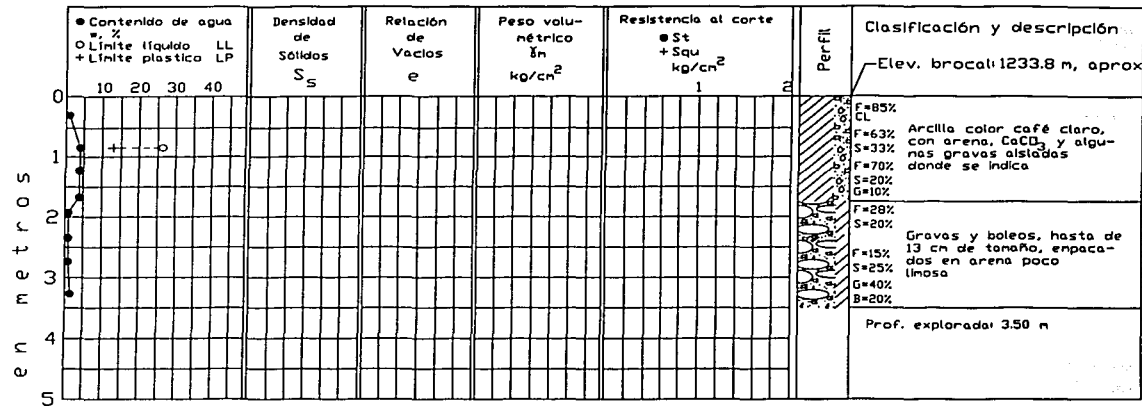 ● Contenido de agua
w, %
o Límite líquido LL
+ Límite plastico LP
10 20 30 40
Densidad
de
Sólidos
Ss
Relación
de
Vacios
e
Peso volu-
métrico
γm
kg/cm²
Resistencia al corte
● St
+ Squ
kg/cm²
1 2
Perfil
Clasificación y descripción
Elev. brocal: 1233.8 m, aprox
en metros
0
1
2
3
4
5
F=85%
CL
F=63%
S=33%
F=70%
S=20%
G=10%
Arcilla color café claro,
con arena, CaCO3 y algu-
nas gravas aisladas
donde se indica
F=28%
S=20%
F=15%
S=25%
G=40%
B=20%
Gravas y boleos, hasta de
13 cm de tamaño, empaca-
dos en arena poco
limosa
Prof. explorada: 3.50 m